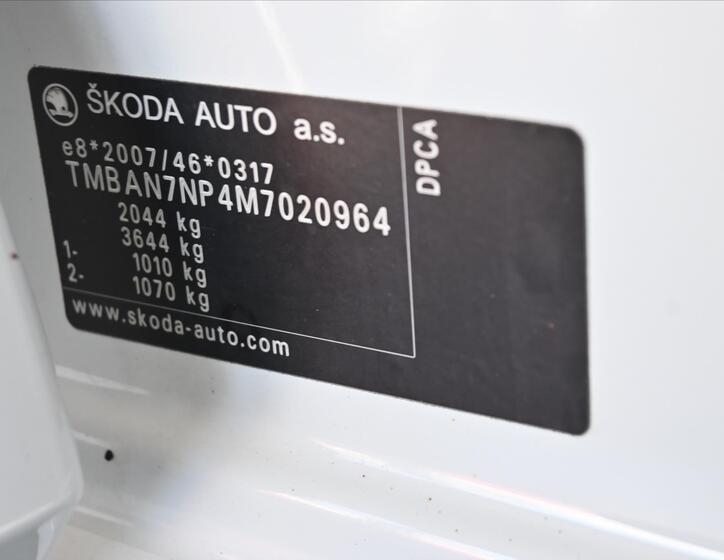 ŠKODA AUTO a.s.
e8*2007/46*0317
TMBAN7NP4M7020964
2044 kg
3644 kg
1- 1010 kg
2- 1070 kg
www.skoda-auto.com
DPCA